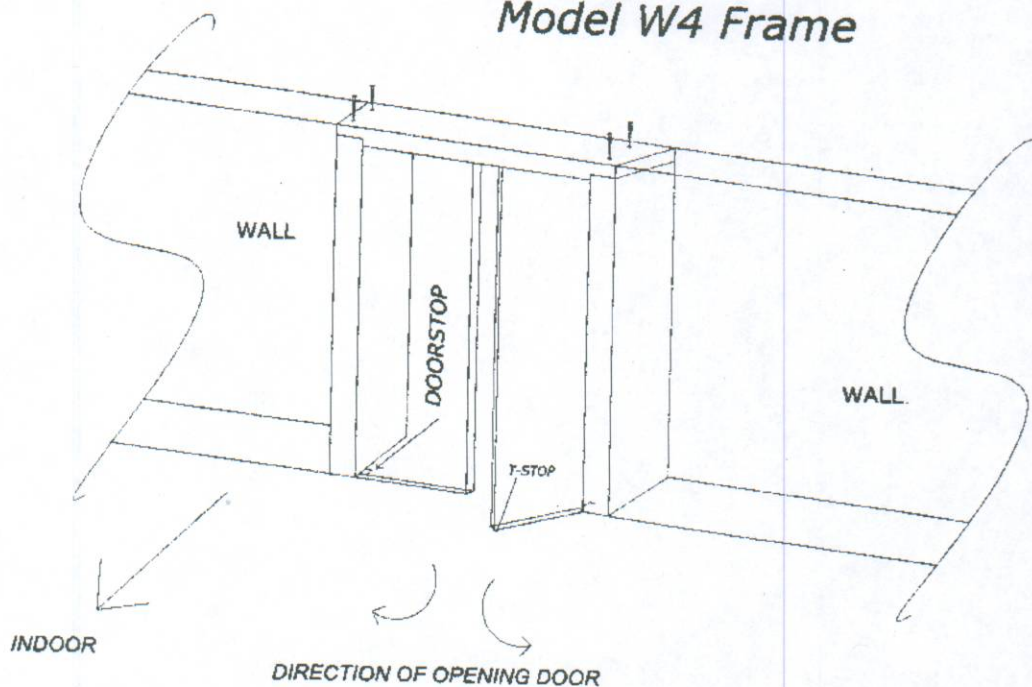 Model W4 Frame
WALL
DOORSTOP
WALL
T-STOP
INDOOR
DIRECTION OF OPENING DOOR